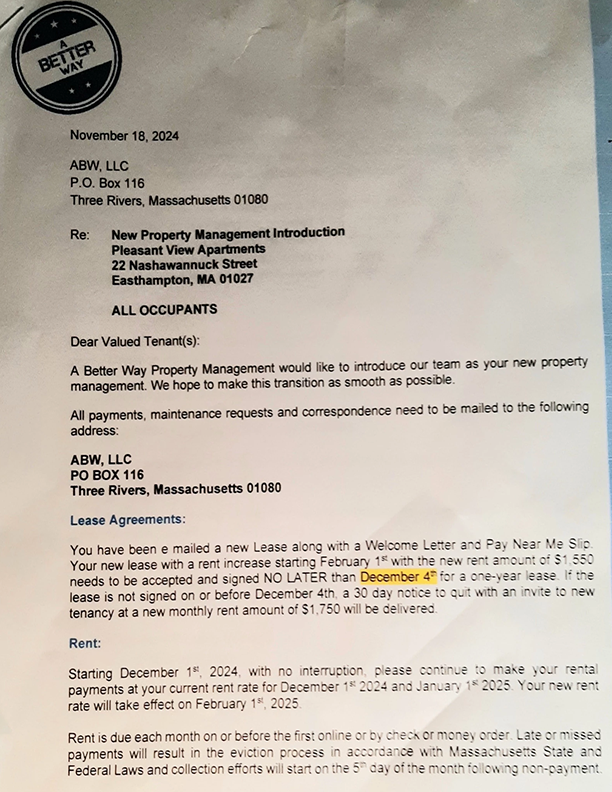 A
BETTER
WAY
November 18, 2024
ABW, LLC
P.O. Box 116
Three Rivers, Massachusetts 01080
Re: New Property Management Introduction
Pleasant View Apartments
22 Nashawannuck Street
Easthampton, MA 01027
ALL OCCUPANTS
Dear Valued Tenant(s):
A Better Way Property Management would like to introduce our team as your new property
management. We hope to make this transition as smooth as possible.
All payments, maintenance requests and correspondence need to be mailed to the following
address:
ABW, LLC
PO BOX 116
Three Rivers, Massachusetts 01080
Lease Agreements:
You have been e mailed a new Lease along with a Welcome Letter and Pay Near Me Slip.
Your new lease with a rent increase starting February 1st with the new rent amount of $1,550
needs to be accepted and signed NO LATER than December 4th for a one-year lease. If the
lease is not signed on or before December 4th, a 30 day notice to quit with an invite to new
tenancy at a new monthly rent amount of $1,750 will be delivered.
Rent:
Starting December 1st, 2024, with no interruption, please continue to make your rental
payments at your current rent rate for December 1st 2024 and January 1st 2025. Your new rent
rate will take effect on February 1st, 2025.
Rent is due each month on or before the first online or by check or money order. Late or missed
payments will result in the eviction process in accordance with Massachusetts State and
Federal Laws and collection efforts will start on the 5th day of the month following non-payment.